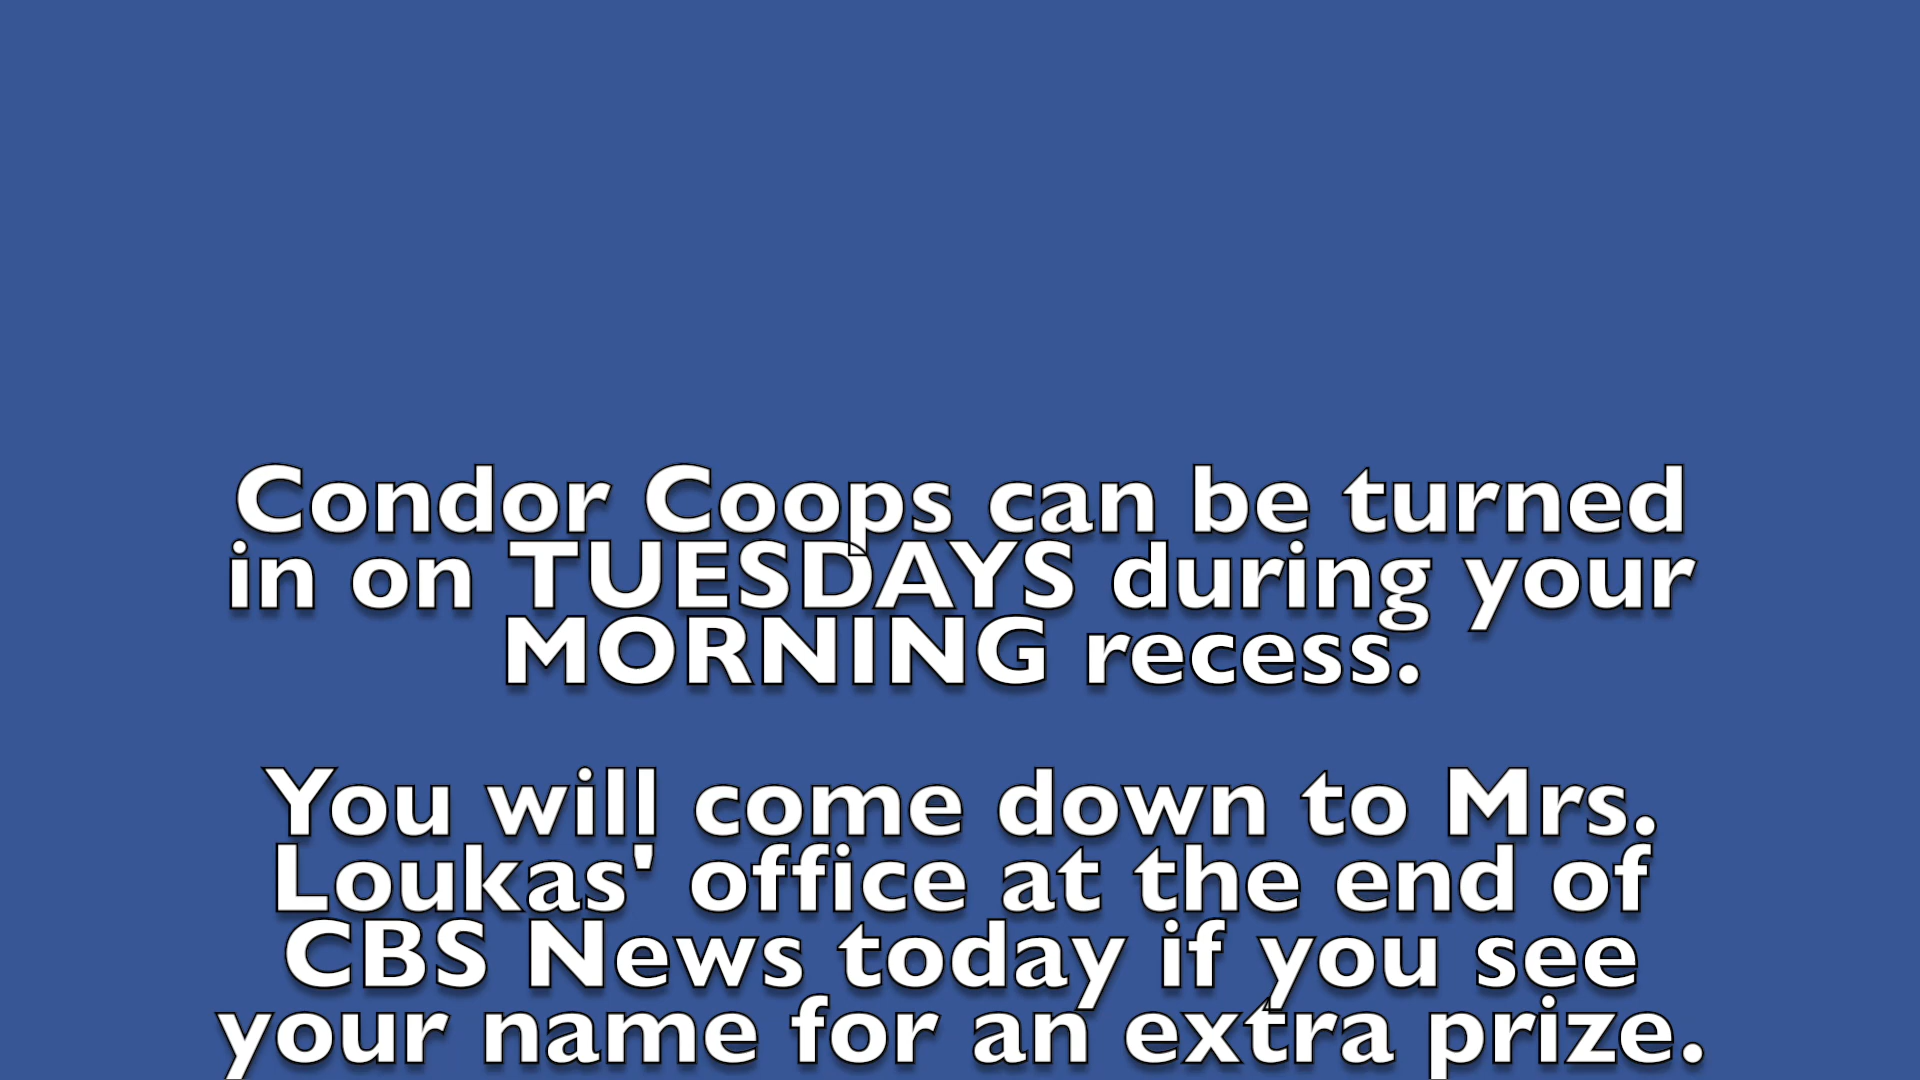 Condor Coops can be turned
in on TUESDAYS during your
MORNING recess.
You will come down to Mrs.
Loukas' office at the end of
CBS News today if you see
your name for an extra prize.